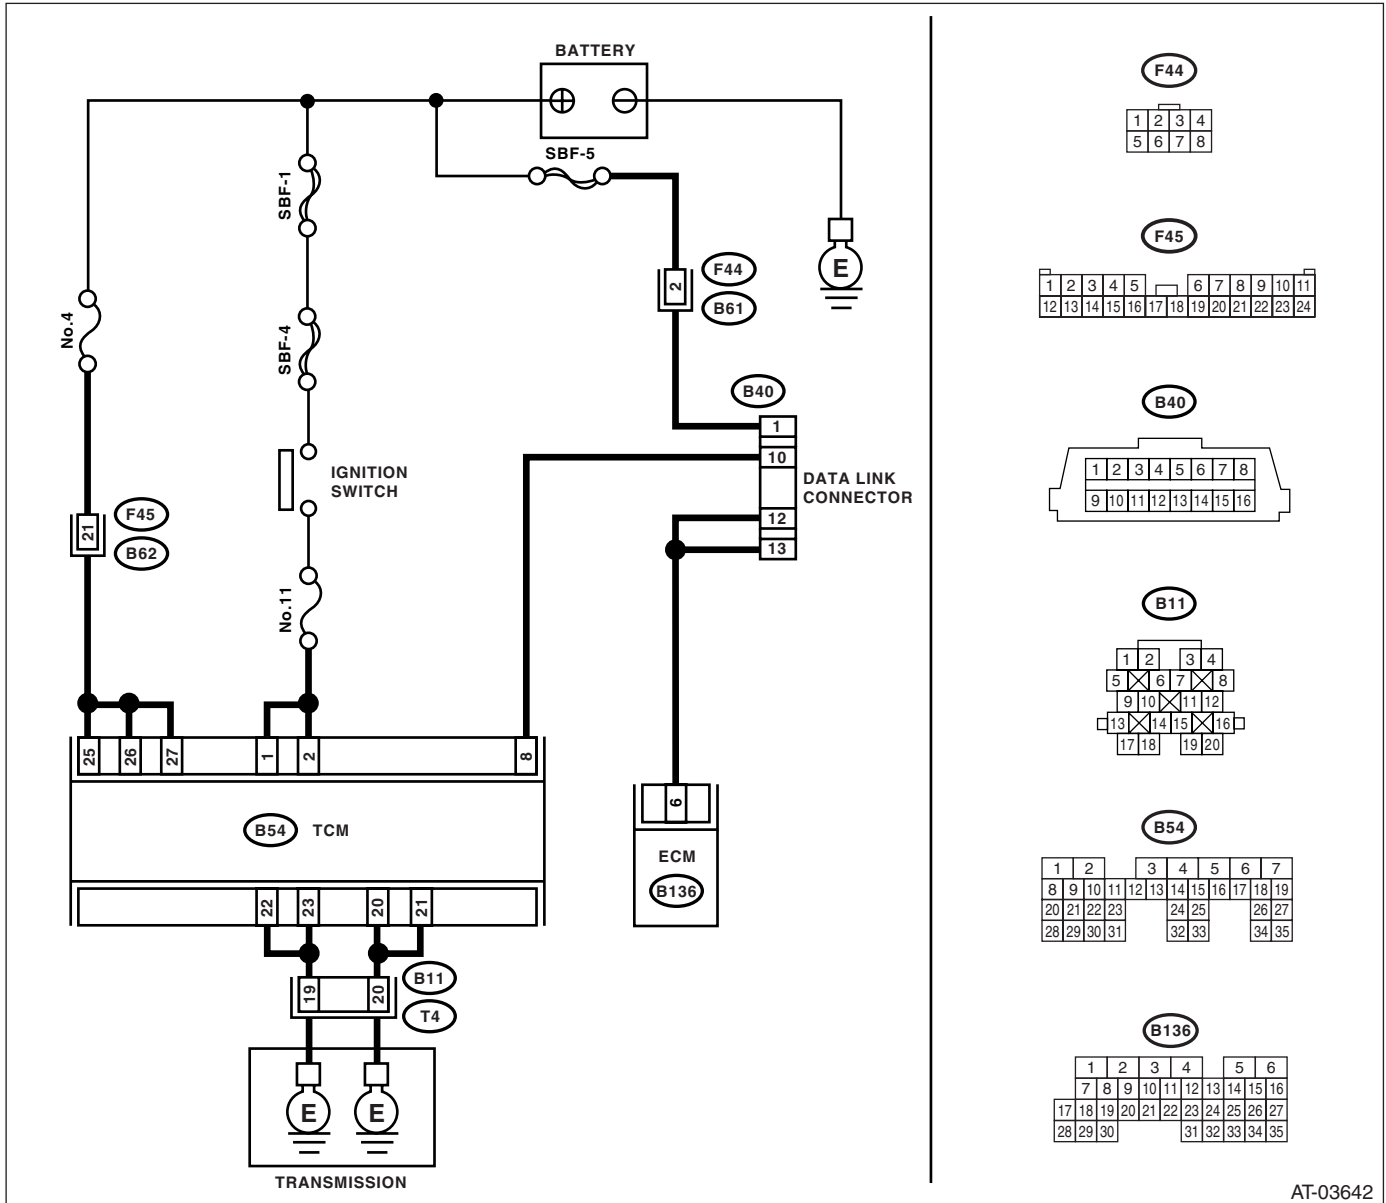 BATTERY
SBF-5
SBF-1
SBF-4
No.4
No.11
IGNITION
SWITCH
F44
2
B61
E
B40
1
10
12
13
DATA LINK
CONNECTOR
F45
21
B62
25 26 27 1 2 8
B54 TCM
22 23 20 21
6
ECM
B136
B11
19 20
T4
E E
TRANSMISSION
F44
1 2 3 4
5 6 7 8
F45
1 2 3 4 5 6 7 8 9 10 11
12 13 14 15 16 17 18 19 20 21 22 23 24
B40
1 2 3 4 5 6 7 8
9 10 11 12 13 14 15 16
B11
1 2 3 4
5 6 7 8
9 10 11 12
13 14 15 16
17 18 19 20
B54
1 2 3 4 5 6 7
8 9 10 11 12 13 14 15 16 17 18 19
20 21 22 23 24 25 26 27
28 29 30 31 32 33 34 35
B136
1 2 3 4 5 6
7 8 9 10 11 12 13 14 15 16
17 18 19 20 21 22 23 24 25 26 27
28 29 30 31 32 33 34 35
AT-03642